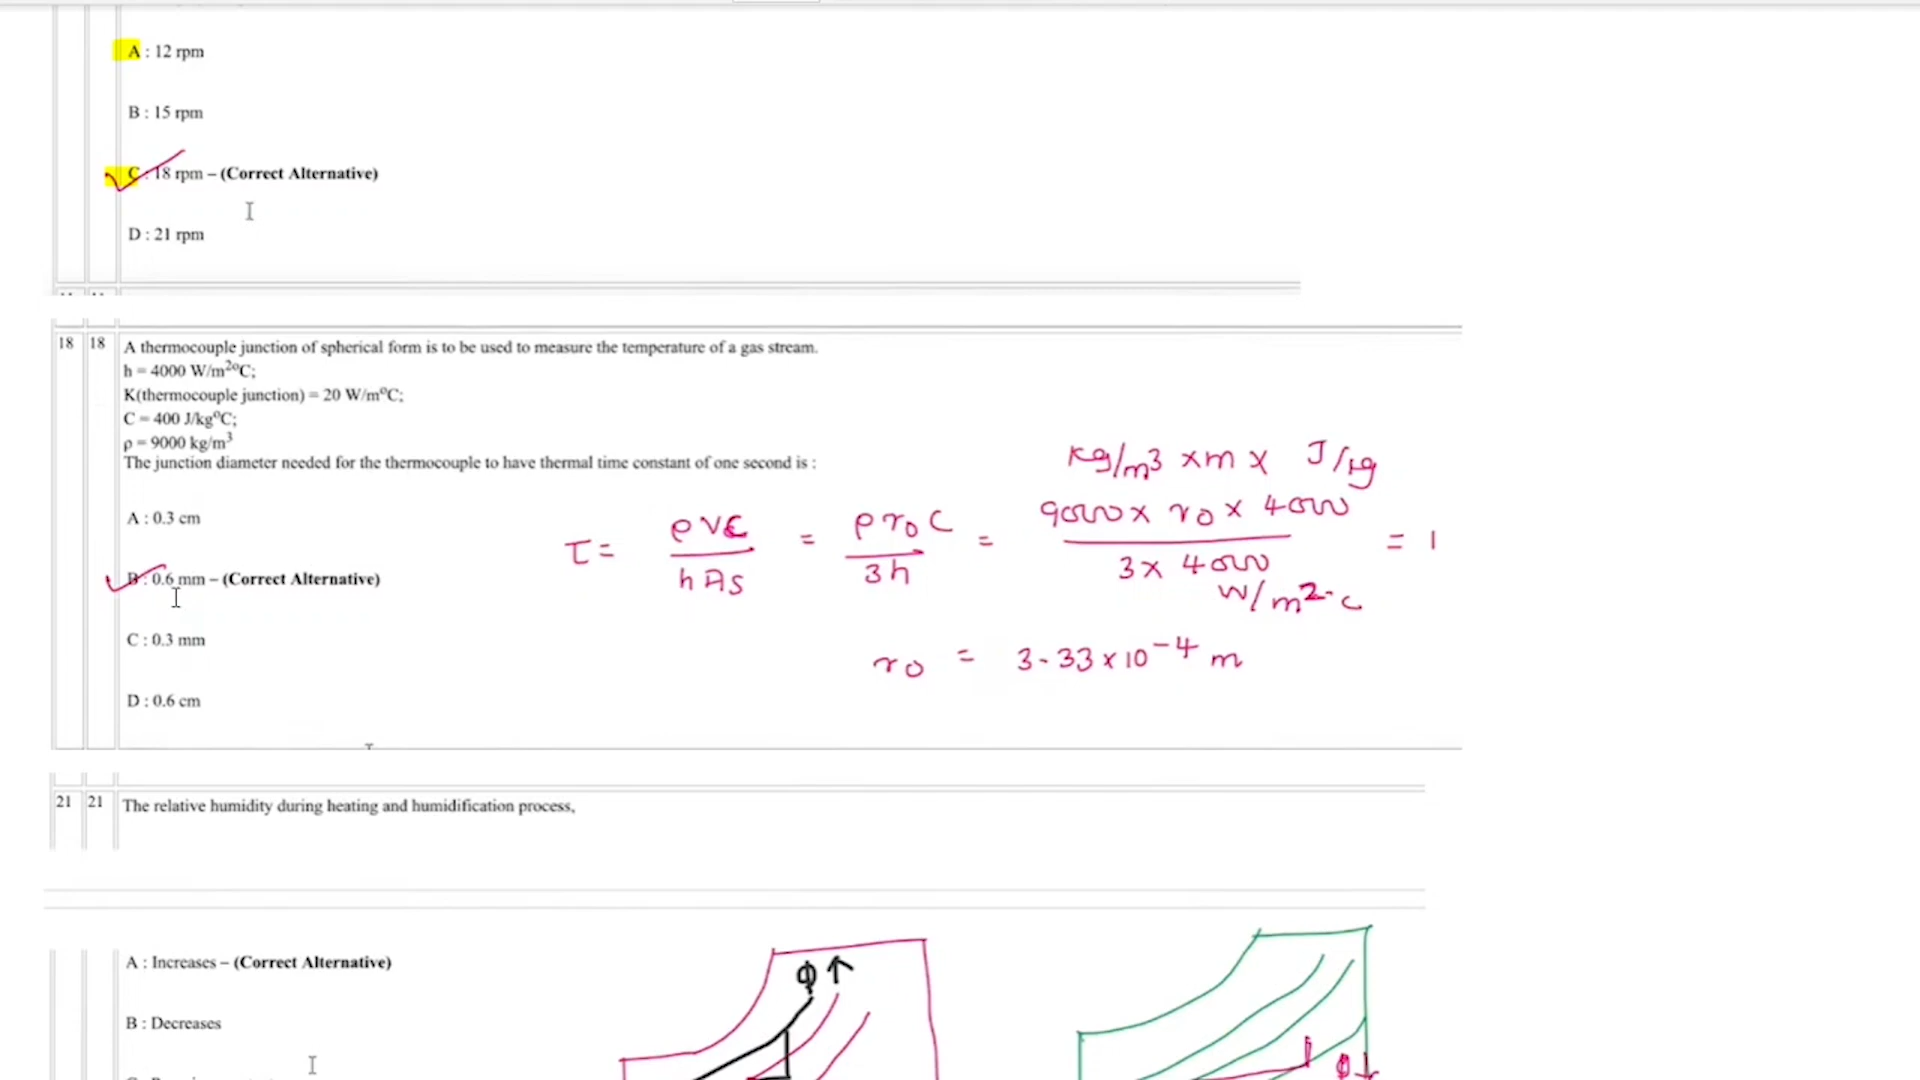 A : 12 rpm
B : 15 rpm
C : 18 rpm – (Correct Alternative)
D : 21 rpm
18 18 A thermocouple junction of spherical form is to be used to measure the temperature of a gas stream.
h = 4000 W/m²⁰C;
K(thermocouple junction) = 20 W/m⁰C;
C = 400 J/kg⁰C;
ρ = 9000 kg/m³
The junction diameter needed for the thermocouple to have thermal time constant of one second is :
A : 0.3 cm
B : 0.6 mm – (Correct Alternative)
C : 0.3 mm
D : 0.6 cm
kg/m³ × m × J/kg
τ = ρVC / hAs = ρ r₀ C / 3h = 9000 × r₀ × 4000 / 3 × 4000 = 1
W/m²·C
r₀ = 3.33 × 10⁻⁴ m
21 21 The relative humidity during heating and humidification process,
A : Increases – (Correct Alternative)
B : Decreases
ϕ ↑
ϕ ↓